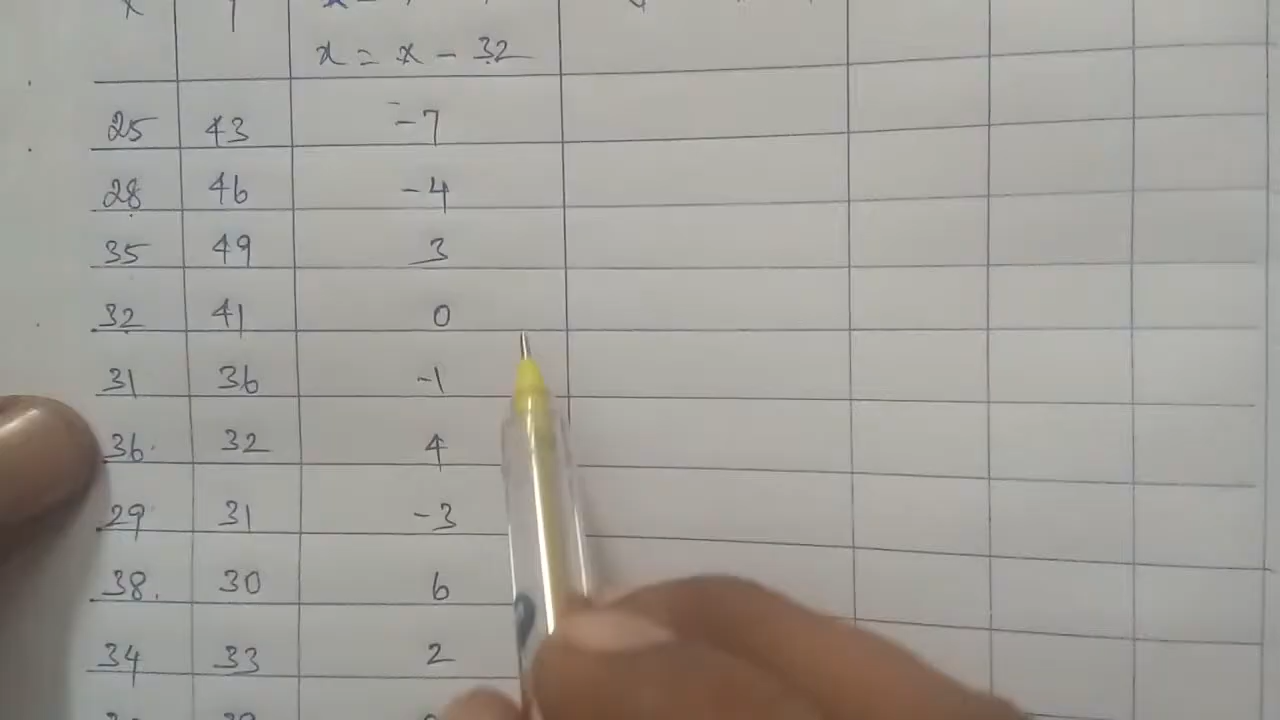 x = x - 32
25 43 -7
28 46 -4
35 49 3
32 41 0
31 36 -1
36 32 4
29 31 -3
38 30 6
34 33 2